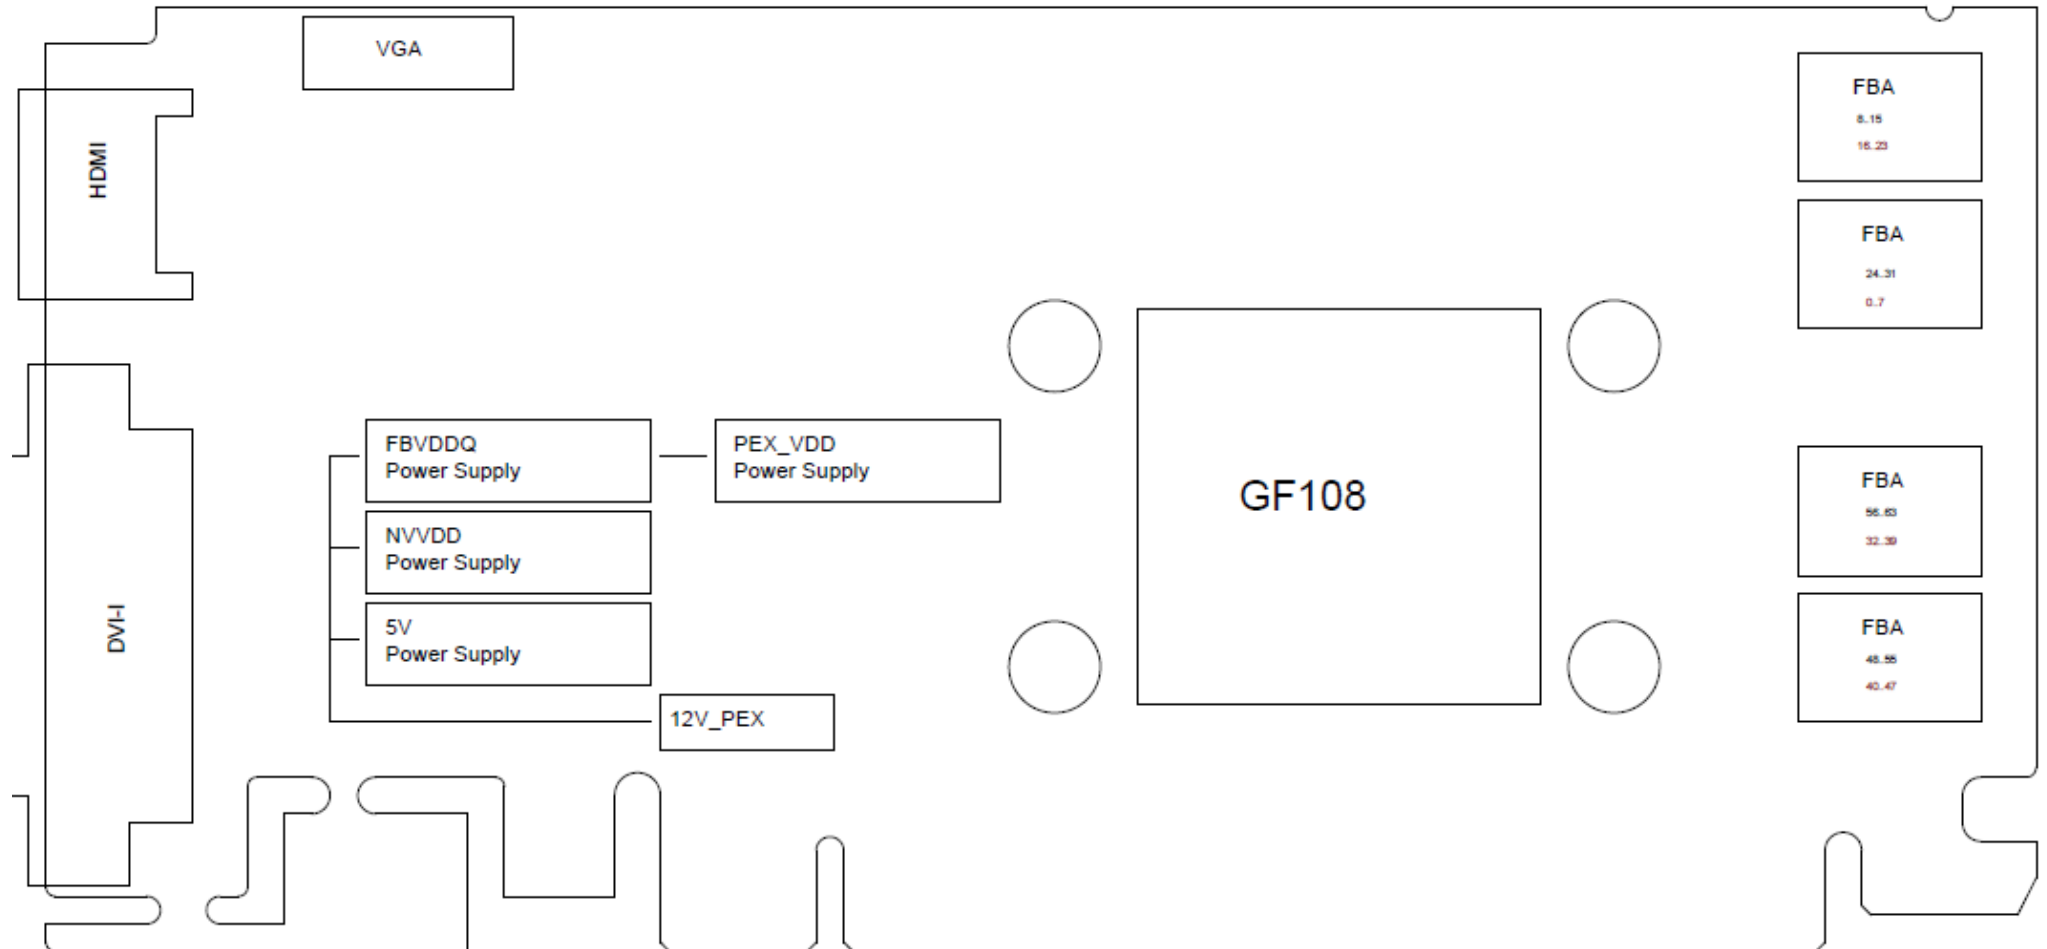 VGA
HDMI
FBA
8..15
16..23
FBA
24..31
0..7
FBVDDQ
Power Supply
PEX_VDD
Power Supply
GF108
NVVDD
Power Supply
5V
Power Supply
12V_PEX
DVI-I
FBA
56..63
32..39
FBA
48..55
40..47